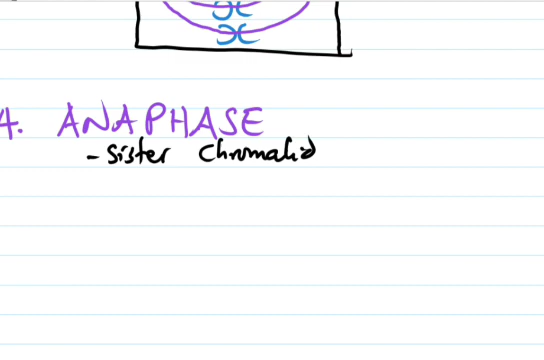 4. ANAPHASE
- Sister Chromatid